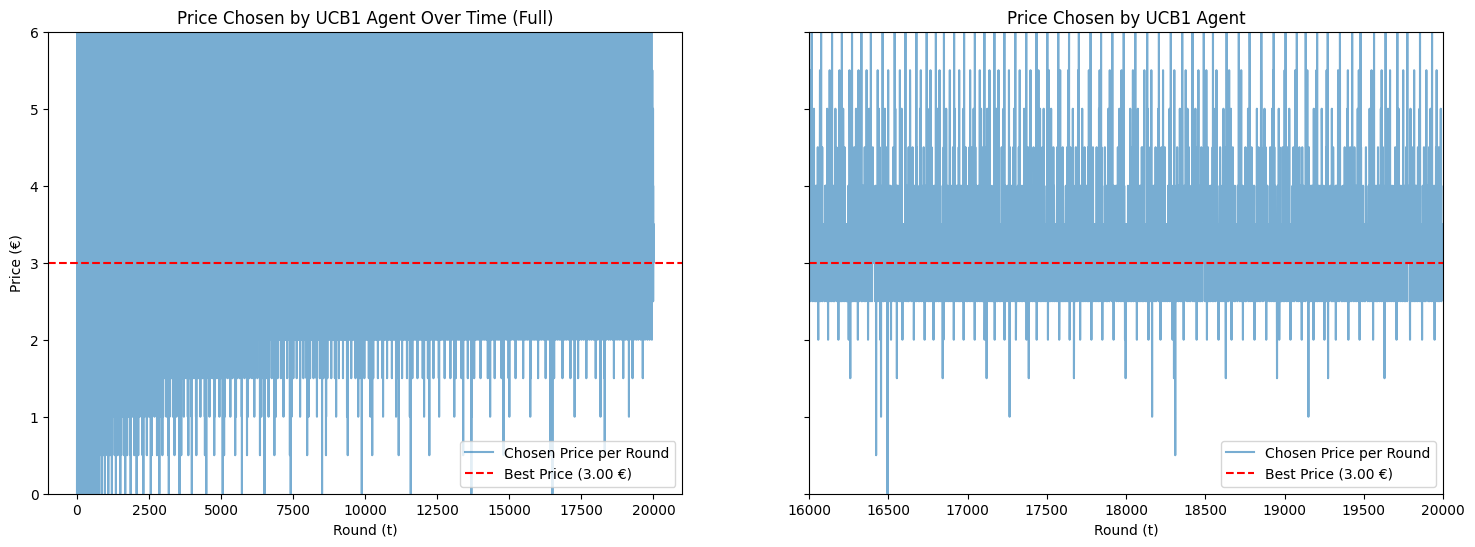 Price Chosen by UCB1 Agent Over Time (Full)
6
5
4
3
2
1
0
Price (€)
0
2500
5000
7500
10000
12500
15000
17500
20000
Round (t)
Chosen Price per Round
Best Price (3.00 €)
Price Chosen by UCB1 Agent
16000
16500
17000
17500
18000
18500
19000
19500
20000
Round (t)
Chosen Price per Round
Best Price (3.00 €)